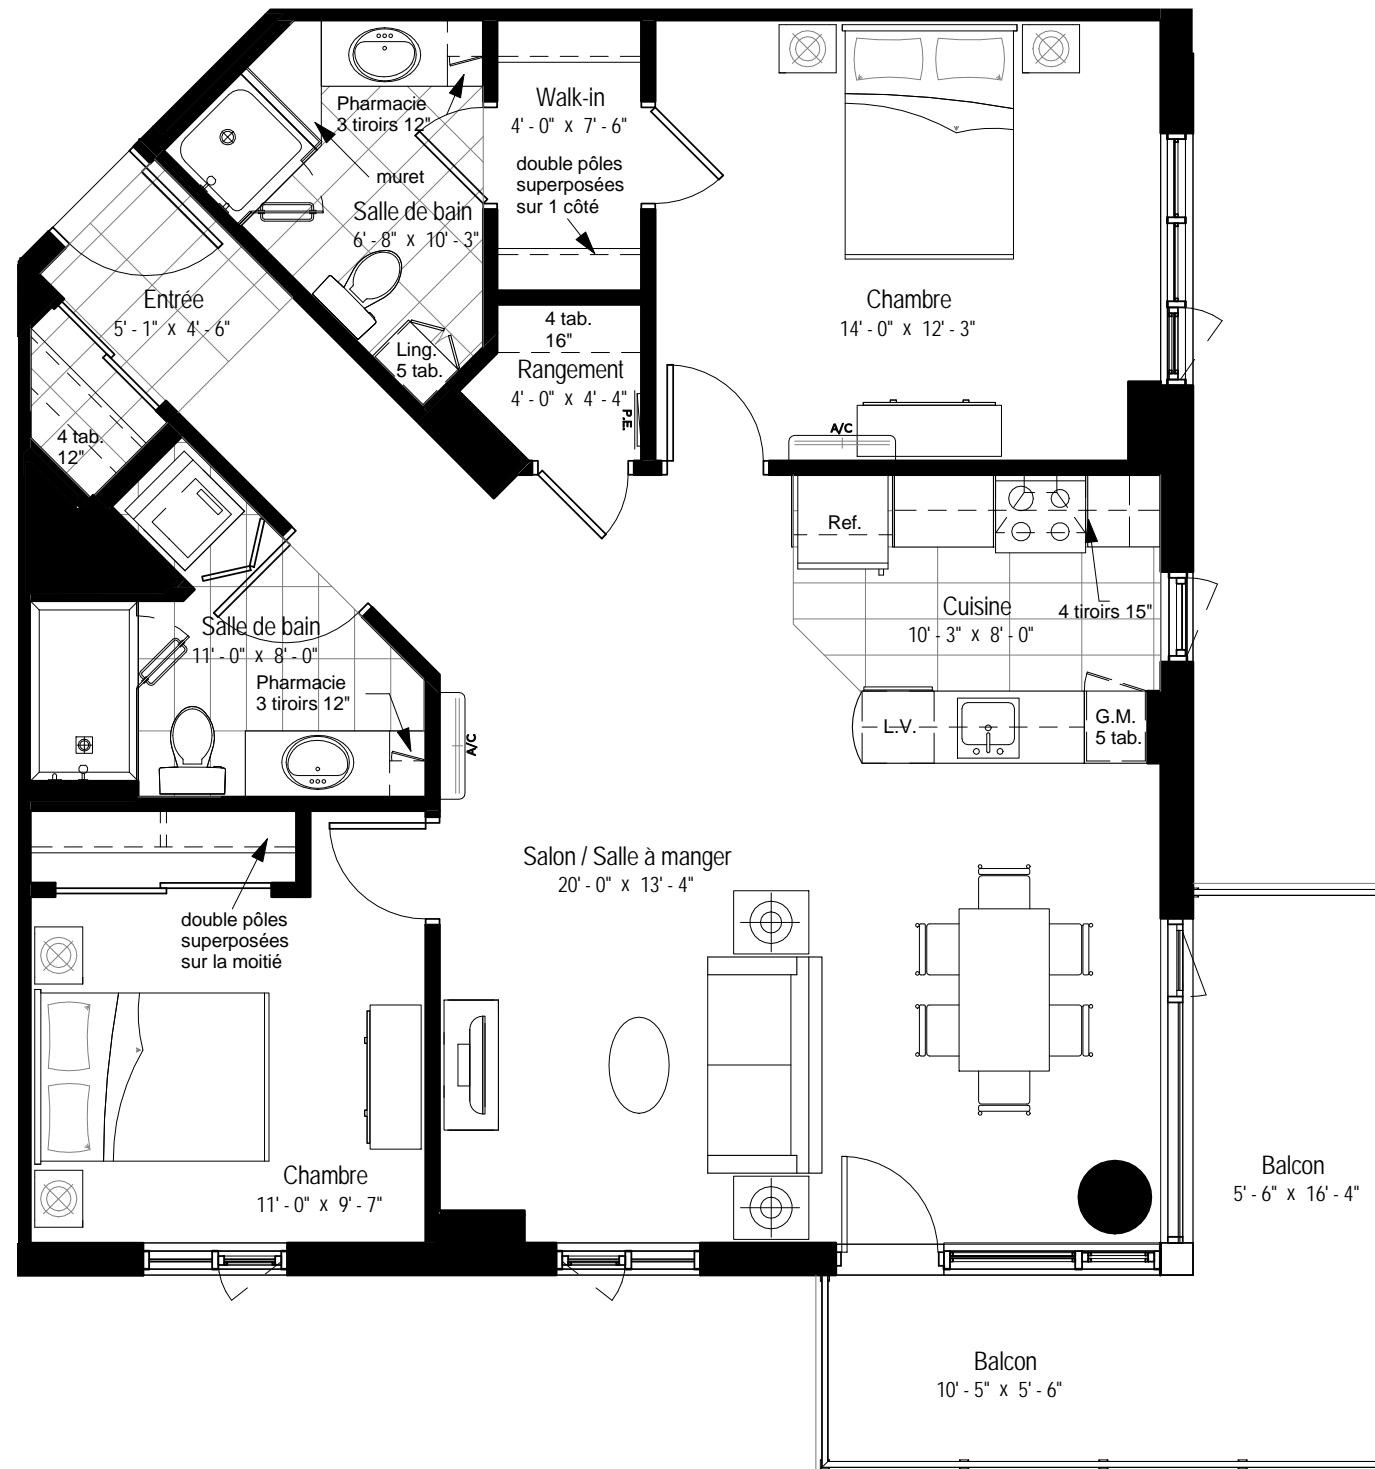 Pharmacie
3 tiroirs 12"
muret
Salle de bain
6' - 8" x 10' - 3"
Ling.
5 tab.
Walk-in
4' - 0" x 7' - 6"
double pôles
superposées
sur 1 côté
4 tab.
16"
Rangement
4' - 0" x 4' - 4"
P.E.
Chambre
14' - 0" x 12' - 3"
A/C
Entrée
5' - 1" x 4' - 6"
4 tab.
12"
Ref.
Cuisine
10' - 3" x 8' - 0"
4 tiroirs 15"
L.V.
G.M.
5 tab.
Salle de bain
11' - 0" x 8' - 0"
Pharmacie
3 tiroirs 12"
A/C
Salon / Salle à manger
20' - 0" x 13' - 4"
double pôles
superposées
sur la moitié
Chambre
11' - 0" x 9' - 7"
Balcon
5' - 6" x 16' - 4"
Balcon
10' - 5" x 5' - 6"